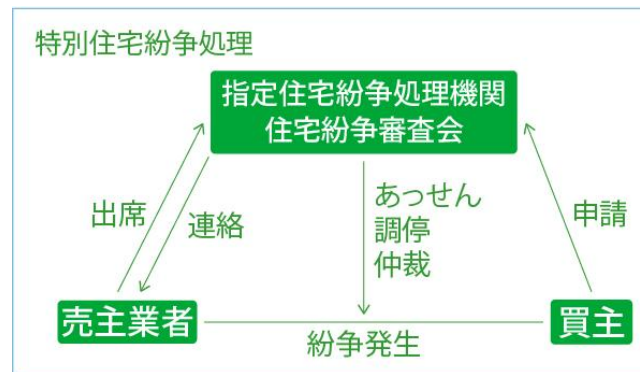 特別住宅紛争処理
指定住宅紛争処理機関
住宅紛争審査会
出席
連絡
あっせん
調停
仲裁
申請
売主業者
紛争発生
買主